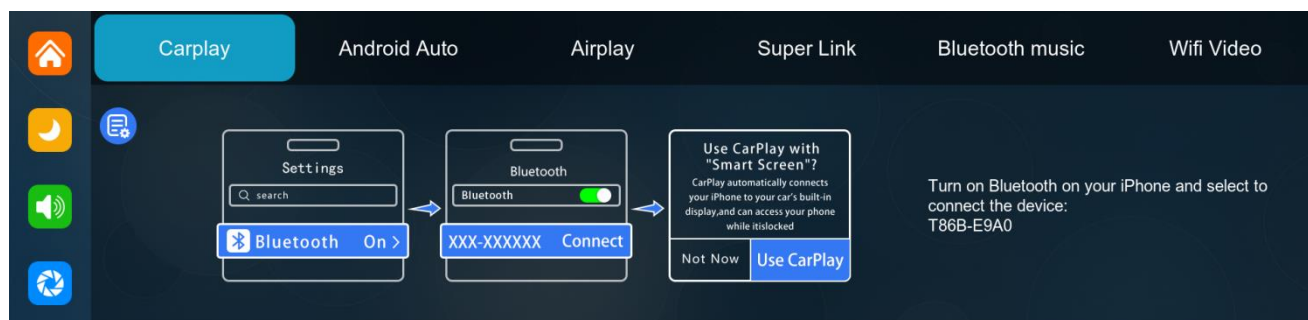 Carplay
Android Auto
Airplay
Super Link
Bluetooth music
Wifi Video
Settings
search
Bluetooth On >
Bluetooth
Bluetooth
XXX-XXXXXX Connect
Use CarPlay with
"Smart Screen"?
CarPlay automatically connects
your iPhone to your car's built-in
display,and can access your phone
while itislocked
Not Now
Use CarPlay
Turn on Bluetooth on your iPhone and select to
connect the device:
T86B-E9A0